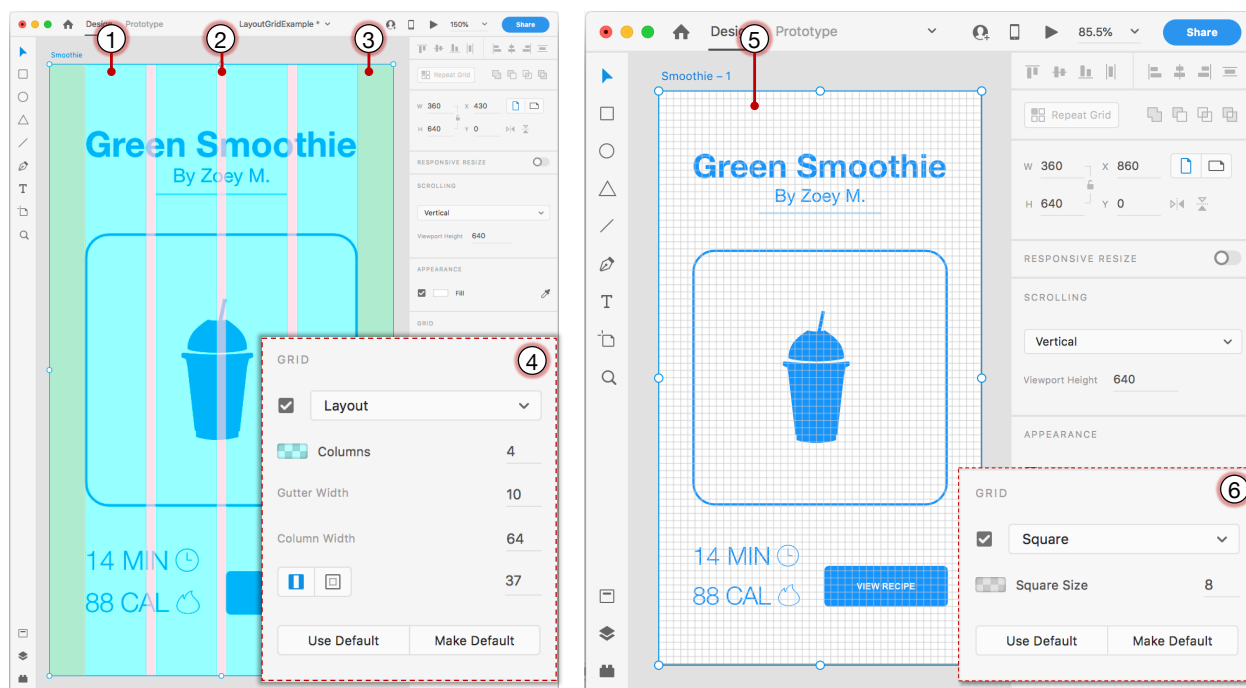 Design Prototype LayoutGridExample * 150% Share
1 2 3
Smoothie
Repeat Grid
W 360 X 430
H 640 Y 0
RESPONSIVE RESIZE
SCROLLING
Vertical
Viewport Height 640
APPEARANCE
Fill
GRID
Green Smoothie
By Zoey M.
14 MIN
88 CAL
4
GRID
Layout
Columns 4
Gutter Width 10
Column Width 64
37
Use Default Make Default
Design Prototype 85.5% Share
5
Smoothie – 1
Repeat Grid
W 360 X 860
H 640 Y 0
RESPONSIVE RESIZE
SCROLLING
Vertical
Viewport Height 640
APPEARANCE
Green Smoothie
By Zoey M.
14 MIN
88 CAL
VIEW RECIPE
6
GRID
Square
Square Size 8
Use Default Make Default